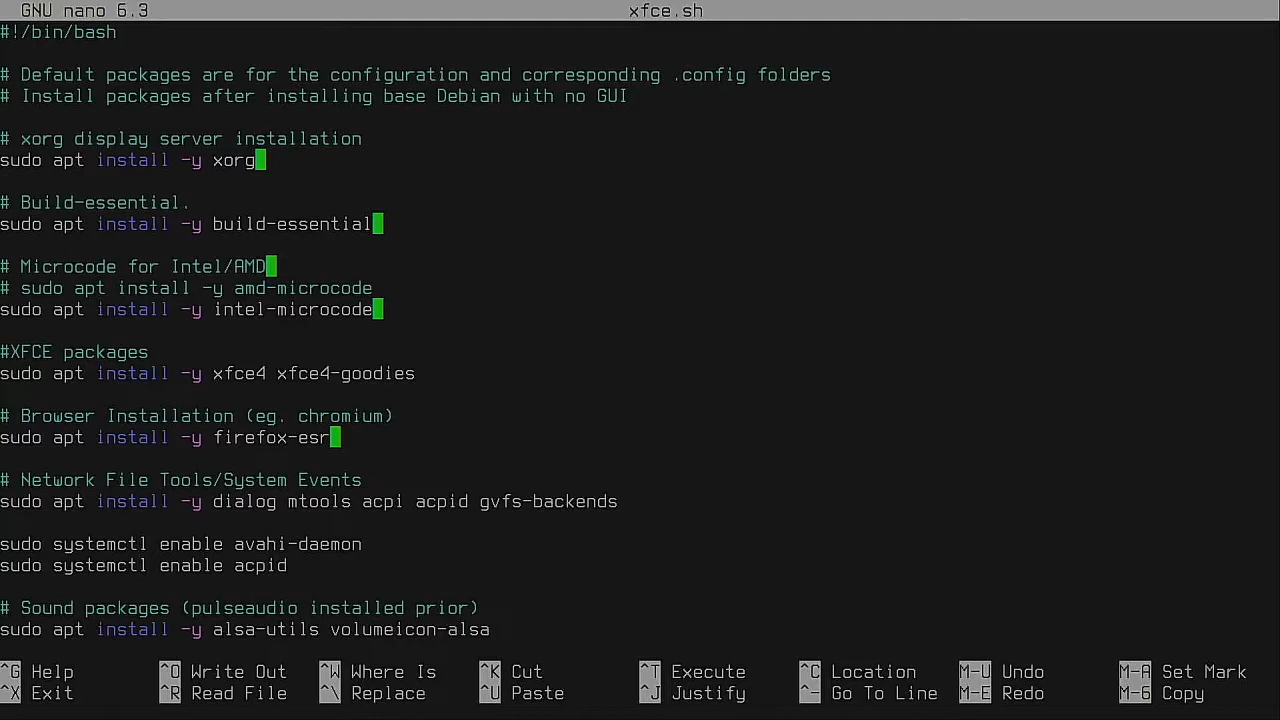 GNU nano 6.3 xfce.sh
#!/bin/bash
# Default packages are for the configuration and corresponding .config folders
# Install packages after installing base Debian with no GUI
# xorg display server installation
sudo apt install -y xorg
# Build-essential.
sudo apt install -y build-essential
# Microcode for Intel/AMD
# sudo apt install -y amd-microcode
sudo apt install -y intel-microcode
#XFCE packages
sudo apt install -y xfce4 xfce4-goodies
# Browser Installation (eg. chromium)
sudo apt install -y firefox-esr
# Network File Tools/System Events
sudo apt install -y dialog mtools acpi acpid gvfs-backends
sudo systemctl enable avahi-daemon
sudo systemctl enable acpid
# Sound packages (pulseaudio installed prior)
sudo apt install -y alsa-utils volumeicon-alsa
^G Help ^O Write Out ^W Where Is ^K Cut ^T Execute ^C Location M-U Undo M-A Set Mark
^X Exit ^R Read File ^\ Replace ^U Paste ^J Justify ^- Go To Line M-E Redo M-6 Copy